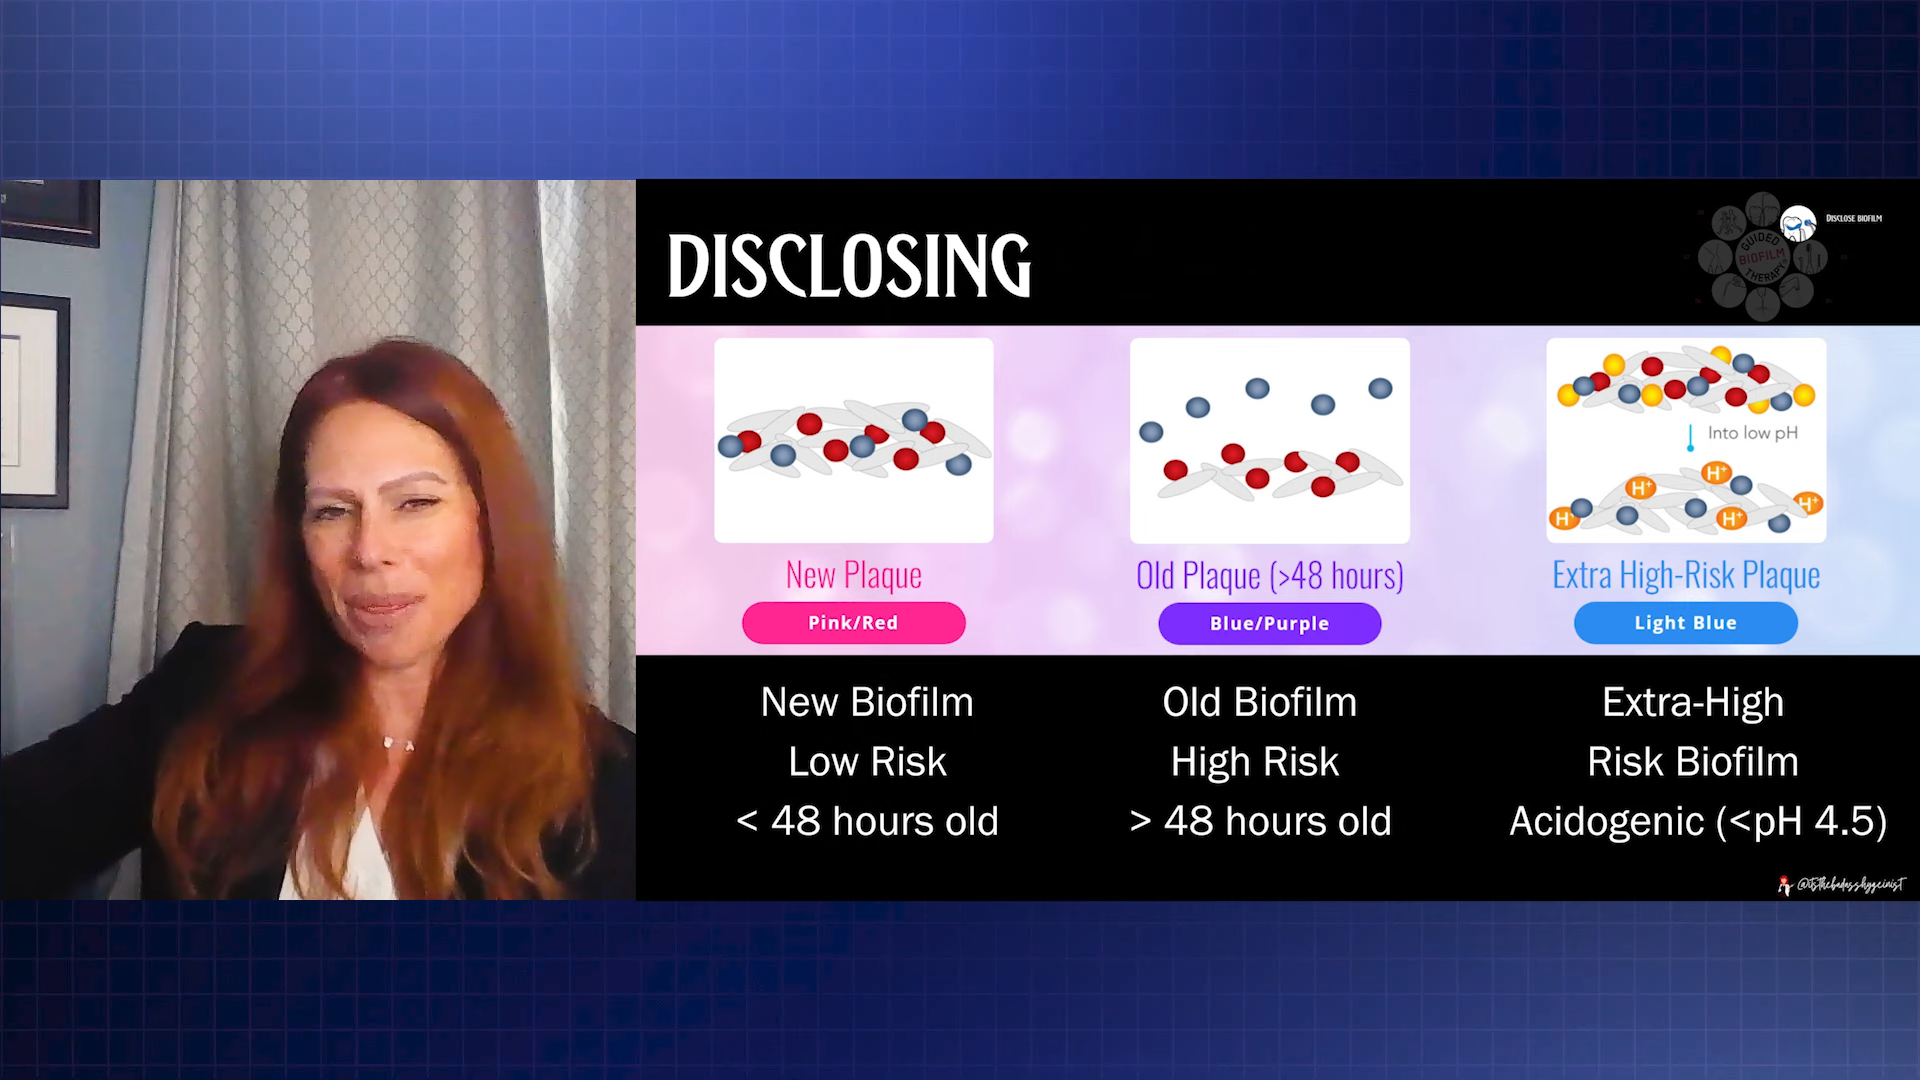 DISCLOSING
DISCLOSE BIOFILM
GUIDED
BIOFILM
THERAPY
Into low pH
H⁺
H⁺
H⁺
H⁺
H⁺
New Plaque
Old Plaque (>48 hours)
Extra High-Risk Plaque
Pink/Red
Blue/Purple
Light Blue
New Biofilm
Low Risk
< 48 hours old
Old Biofilm
High Risk
> 48 hours old
Extra-High
Risk Biofilm
Acidogenic (<pH 4.5)
@itsthebadasshygeinist